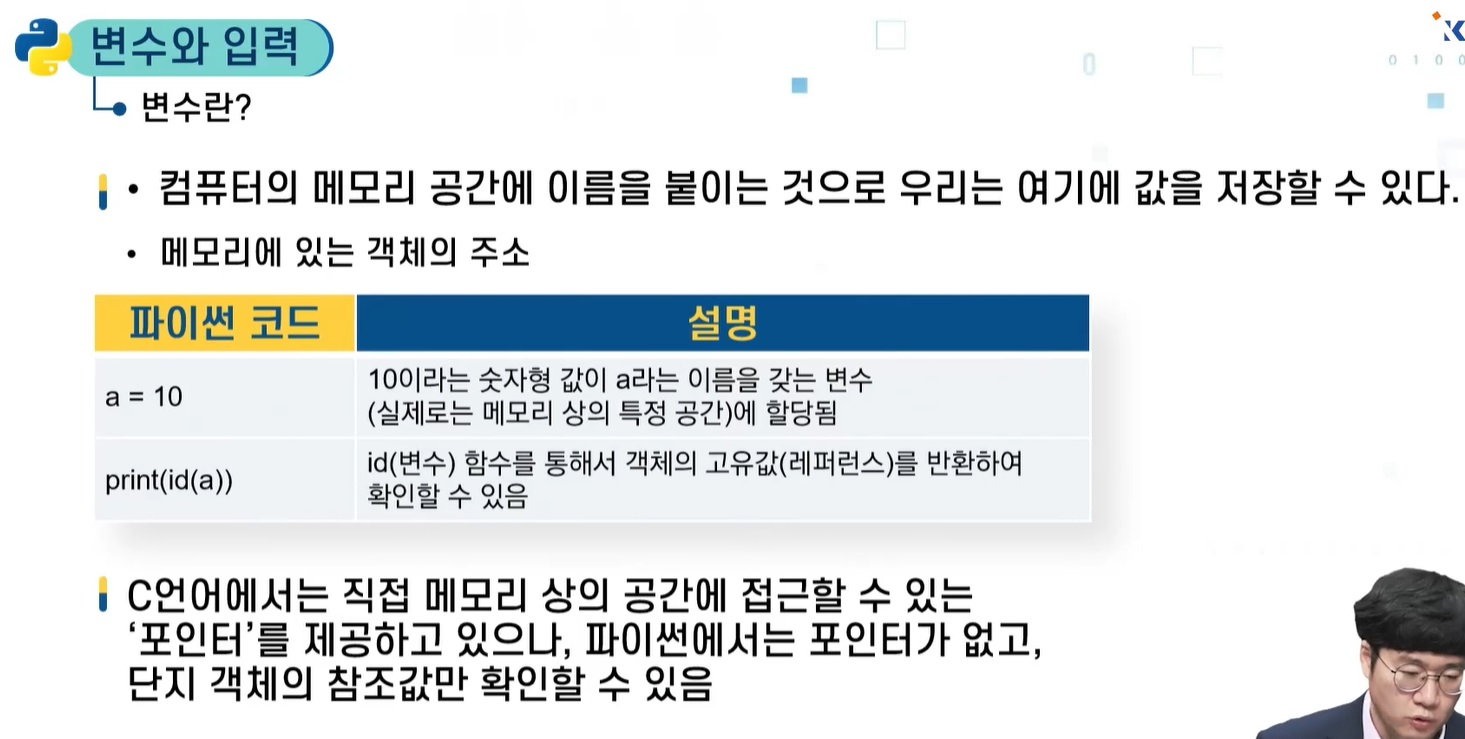 변수와 입력
변수란?
• 컴퓨터의 메모리 공간에 이름을 붙이는 것으로 우리는 여기에 값을 저장할 수 있다.
• 메모리에 있는 객체의 주소
파이썬 코드
설명
a = 10
10이라는 숫자형 값이 a라는 이름을 갖는 변수
(실제로는 메모리 상의 특정 공간)에 할당됨
print(id(a))
id(변수) 함수를 통해서 객체의 고유값(레퍼런스)를 반환하여
확인할 수 있음
C언어에서는 직접 메모리 상의 공간에 접근할 수 있는
‘포인터’를 제공하고 있으나, 파이썬에서는 포인터가 없고,
단지 객체의 참조값만 확인할 수 있음
K
0
0 1 0 0